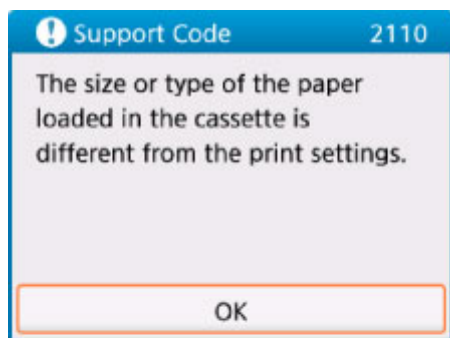 Support Code 2110
The size or type of the paper
loaded in the cassette is
different from the print settings.
OK